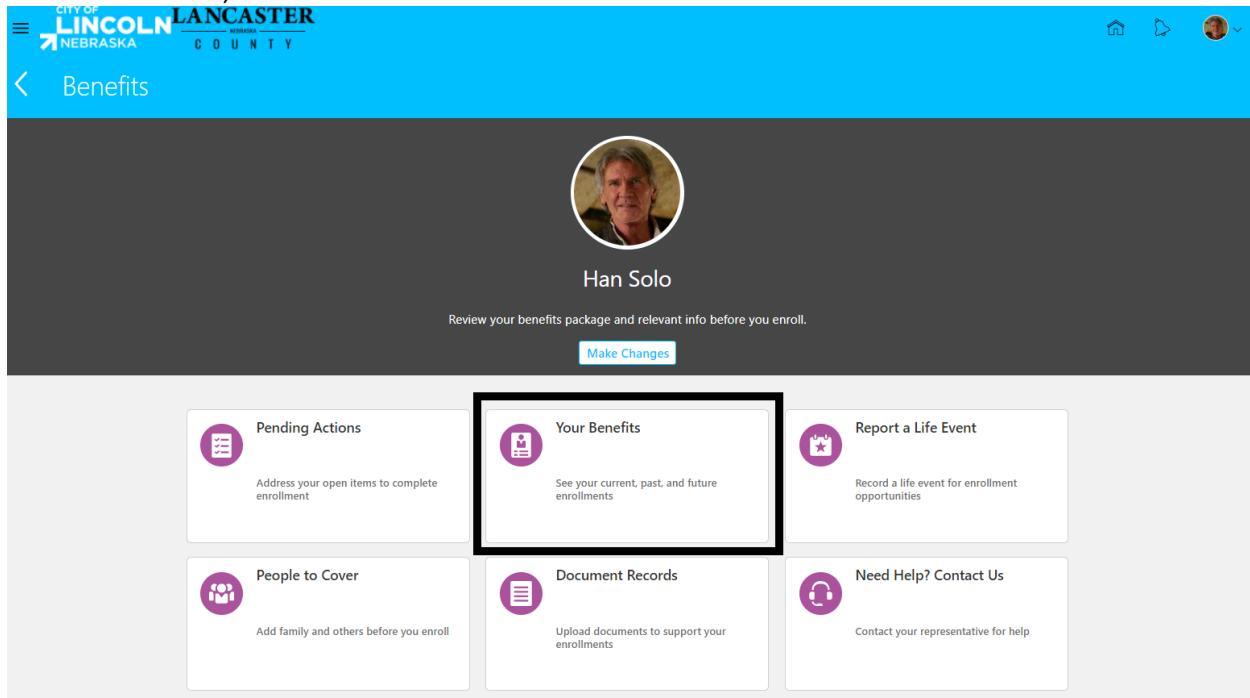 CITY OF
LINCOLN
NEBRASKA
LANCASTER
NEBRASKA
COUNTY
Benefits
Han Solo
Review your benefits package and relevant info before you enroll.
Make Changes
Pending Actions
Address your open items to complete
enrollment
Your Benefits
See your current, past, and future
enrollments
Report a Life Event
Record a life event for enrollment
opportunities
People to Cover
Add family and others before you enroll
Document Records
Upload documents to support your
enrollments
Need Help? Contact Us
Contact your representative for help